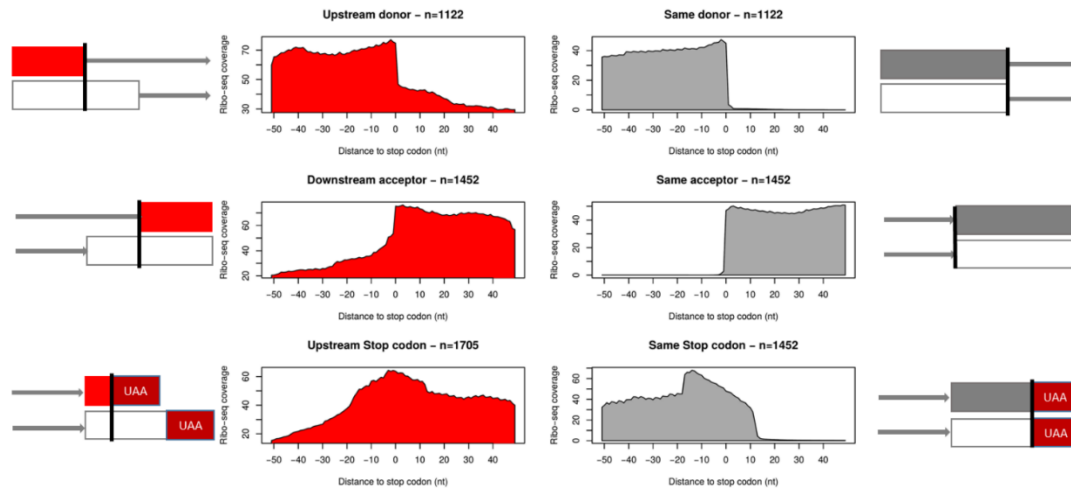 Upstream donor – n=1122
Same donor – n=1122
Ribo-seq coverage
30 50 70
−50 −40 −30 −20 −10 0 10 20 30 40
Distance to stop codon (nt)
Ribo-seq coverage
0 20 40
−50 −40 −30 −20 −10 0 10 20 30 40
Distance to stop codon (nt)
Downstream acceptor – n=1452
Same acceptor – n=1452
Ribo-seq coverage
20 40 60
−50 −40 −30 −20 −10 0 10 20 30 40
Distance to stop codon (nt)
Ribo-seq coverage
0 20 40
−50 −40 −30 −20 −10 0 10 20 30 40
Distance to stop codon (nt)
Upstream Stop codon – n=1705
Same Stop codon – n=1452
UAA
UAA
Ribo-seq coverage
20 40 60
−50 −40 −30 −20 −10 0 10 20 30 40
Distance to stop codon (nt)
Ribo-seq coverage
0 20 40 60
−50 −40 −30 −20 −10 0 10 20 30 40
Distance to stop codon (nt)
UAA
UAA